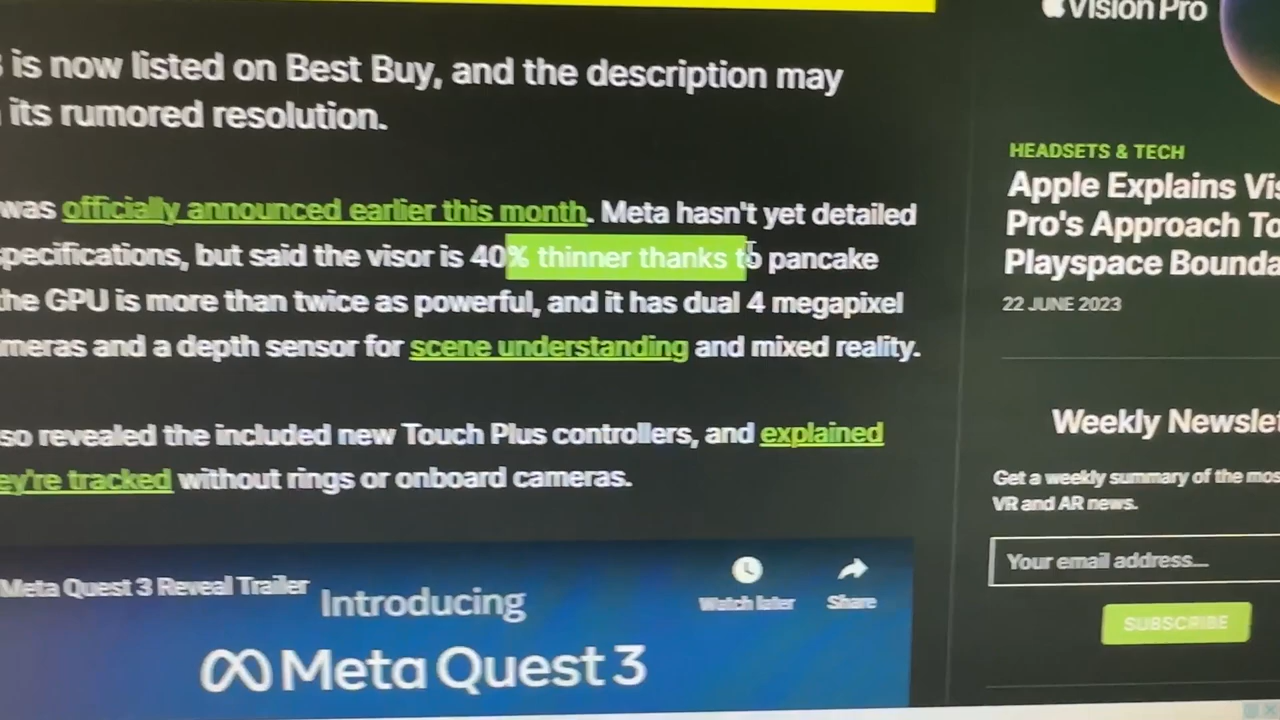 is now listed on Best Buy, and the description may
its rumored resolution.
was officially announced earlier this month. Meta hasn't yet detailed
specifications, but said the visor is 40% thinner thanks to pancake
the GPU is more than twice as powerful, and it has dual 4 megapixel
meras and a depth sensor for scene understanding and mixed reality.
so revealed the included new Touch Plus controllers, and explained
ey're tracked without rings or onboard cameras.
Meta Quest 3 Reveal Trailer
Introducing
Watch later
Share
Meta Quest 3
Vision Pro
HEADSETS & TECH
Apple Explains Vis
Pro's Approach To
Playspace Bounda
22 JUNE 2023
Weekly Newslet
Get a weekly summary of the mos
VR and AR news.
Your email address...
SUBSCRIBE